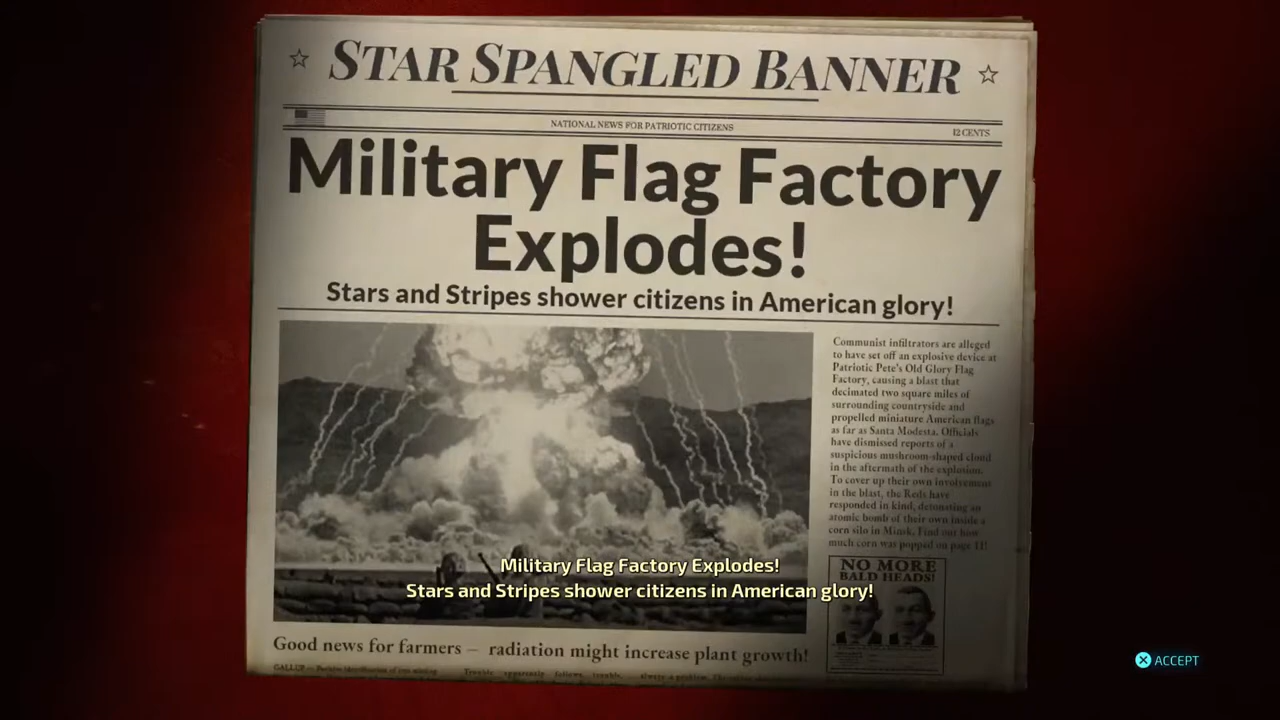 STAR SPANGLED BANNER
NATIONAL NEWS FOR PATRIOTIC CITIZENS
12 CENTS
Military Flag Factory
Explodes!
Stars and Stripes shower citizens in American glory!
Communist infiltrators are alleged
to have set off an explosive device at
Patriotic Pete's Old Glory Flag
Factory, causing a blast that
decimated two square miles of
surrounding countryside and
propelled miniature American flags
as far as Santa Modesta. Officials
have dismissed reports of a
suspicious mushroom-shaped cloud
in the aftermath of the explosion.
To cover up their own involvement
in the blast, the Reds have
responded in kind, detonating an
atomic bomb of their own inside a
corn silo in Minsk. Find out how
much corn was popped on page 11!
NO MORE
BALD HEADS!
Good news for farmers – radiation might increase plant growth!
GALLUP
Military Flag Factory Explodes!
Stars and Stripes shower citizens in American glory!
ACCEPT